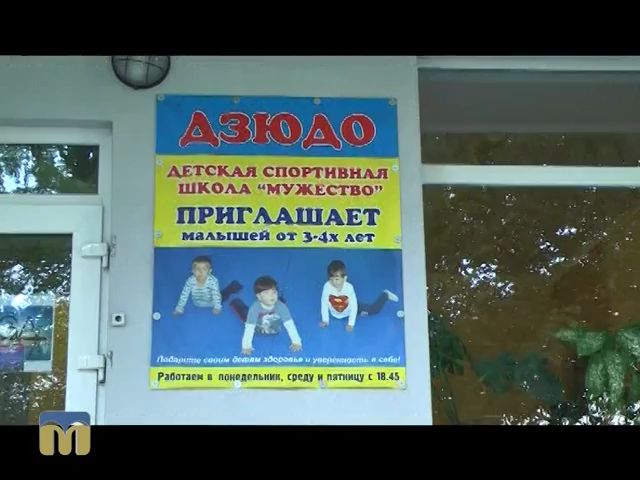 ДЗЮДО
ДЕТСКАЯ СПОРТИВНАЯ
ШКОЛА "МУЖЕСТВО"
ПРИГЛАШАЕТ
МАЛЫШЕЙ ОТ 3-4Х ЛЕТ
Подарите своим детям здоровья и уверенность в себе!
Работаем в понедельник, среду и пятницу с 18.45
М